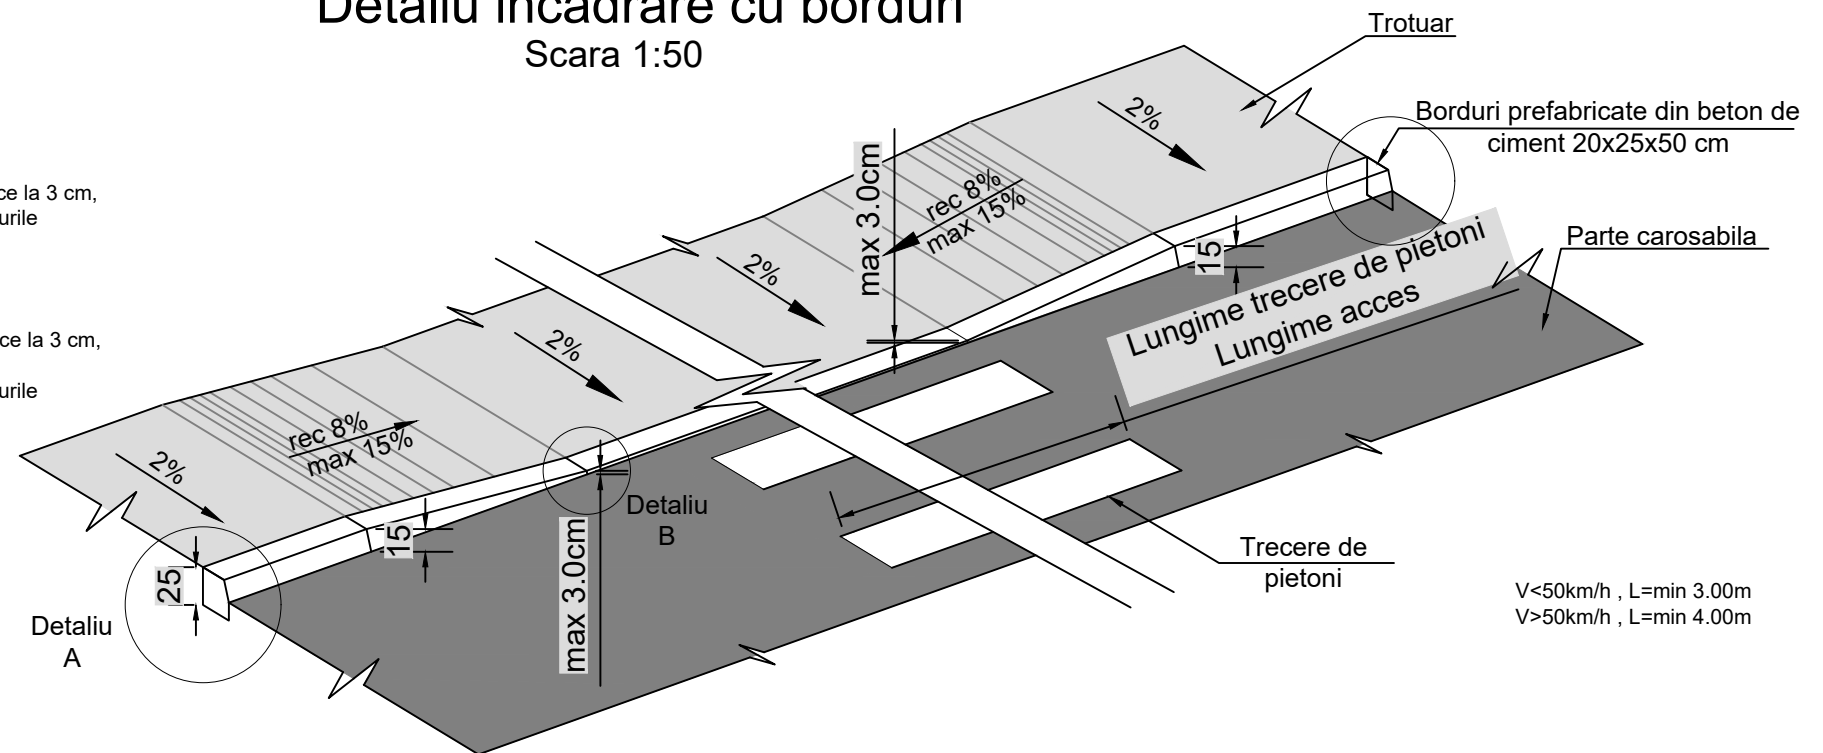 Detaliu incadrare cu borduri
Scara 1:50
Trotuar
Borduri prefabricate din beton de
ciment 20x25x50 cm
Parte carosabila
ce la 3 cm,
urile
ce la 3 cm,
urile
2%
rec 8%
max 15%
max 3.0cm
2%
2%
15
Lungime trecere de pietoni
Lungime acces
rec 8%
max 15%
2%
15
25
Detaliu
A
Detaliu
B
max 3.0cm
Trecere de
pietoni
V<50km/h , L=min 3.00m
V>50km/h , L=min 4.00m